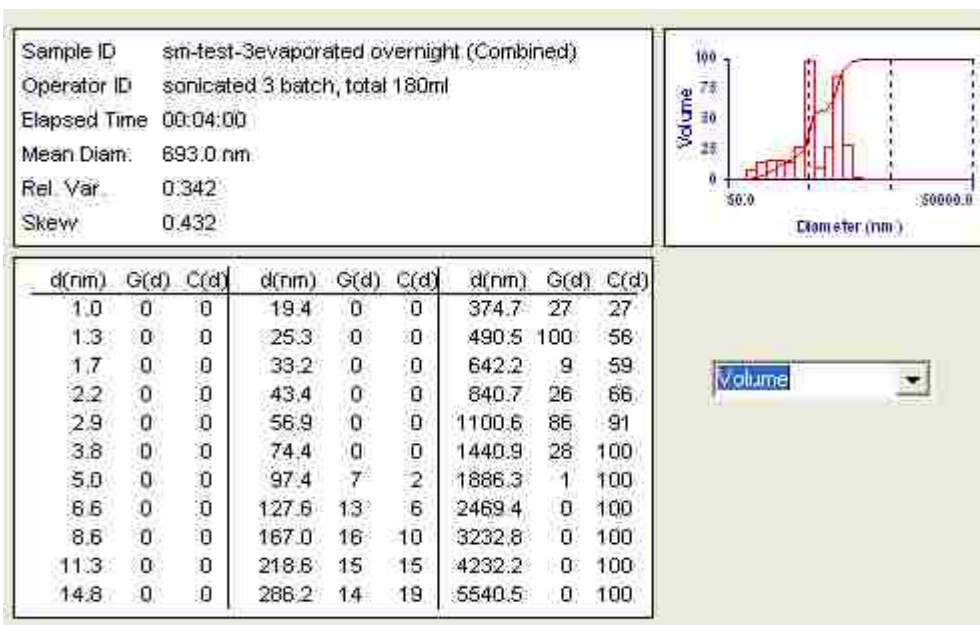 Sample ID sm-test-3evaporated overnight (Combined)
Operator ID sonicated 3 batch, total 180ml
Elapsed Time 00:04:00
Mean Diam. 693.0 nm
Rel. Var. 0.342
Skew 0.432
100
75
50
25
0
Volume
50.0 50000.0
Diameter (nm)
d(nm) G(d) C(d) d(nm) G(d) C(d) d(nm) G(d) C(d)
1.0 0 0 19.4 0 0 374.7 27 27
1.3 0 0 25.3 0 0 490.5 100 56
1.7 0 0 33.2 0 0 642.2 9 59
2.2 0 0 43.4 0 0 840.7 26 66
2.9 0 0 56.9 0 0 1100.6 86 91
3.8 0 0 74.4 0 0 1440.9 28 100
5.0 0 0 97.4 7 2 1886.3 1 100
6.6 0 0 127.6 13 6 2469.4 0 100
8.6 0 0 167.0 16 10 3232.8 0 100
11.3 0 0 218.6 15 15 4232.2 0 100
14.8 0 0 286.2 14 19 5540.5 0 100
Volume